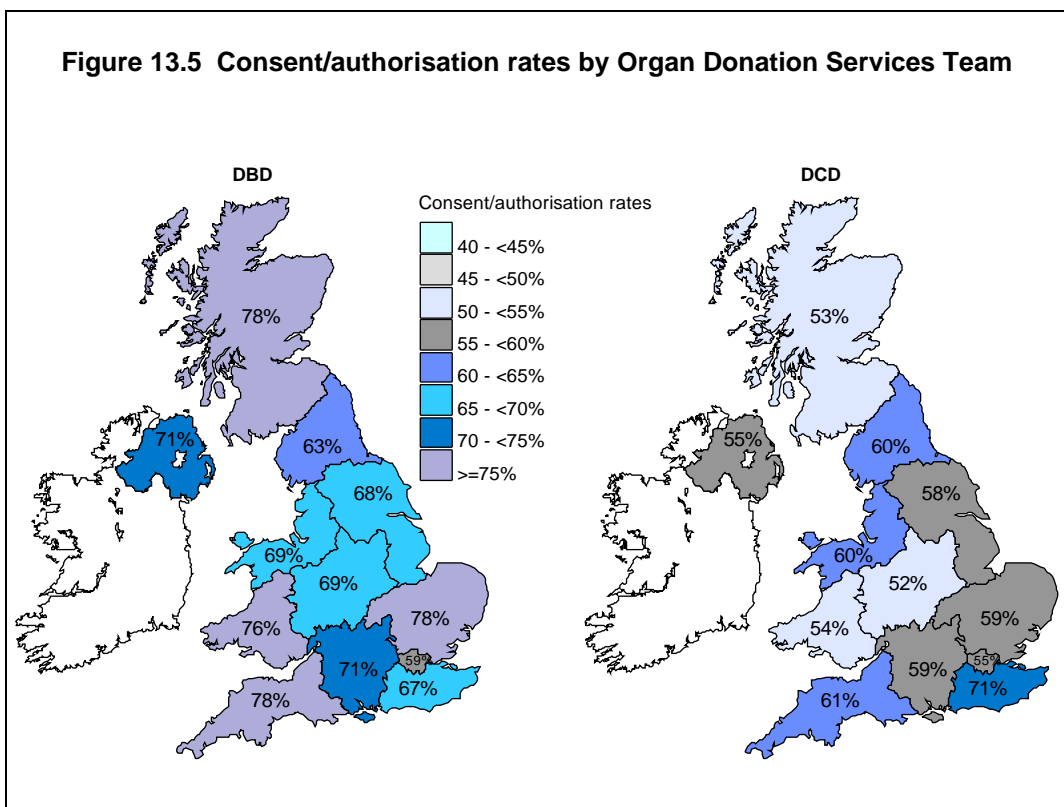 Figure 13.5 Consent/authorisation rates by Organ Donation Services Team
DBD
Consent/authorisation rates
40 - <45%
45 - <50%
50 - <55%
55 - <60%
60 - <65%
65 - <70%
70 - <75%
>=75%
78%
71%
63%
68%
69%
69%
76%
78%
71%
59%
67%
78%
DCD
53%
55%
60%
58%
60%
52%
54%
59%
59%
55%
71%
61%